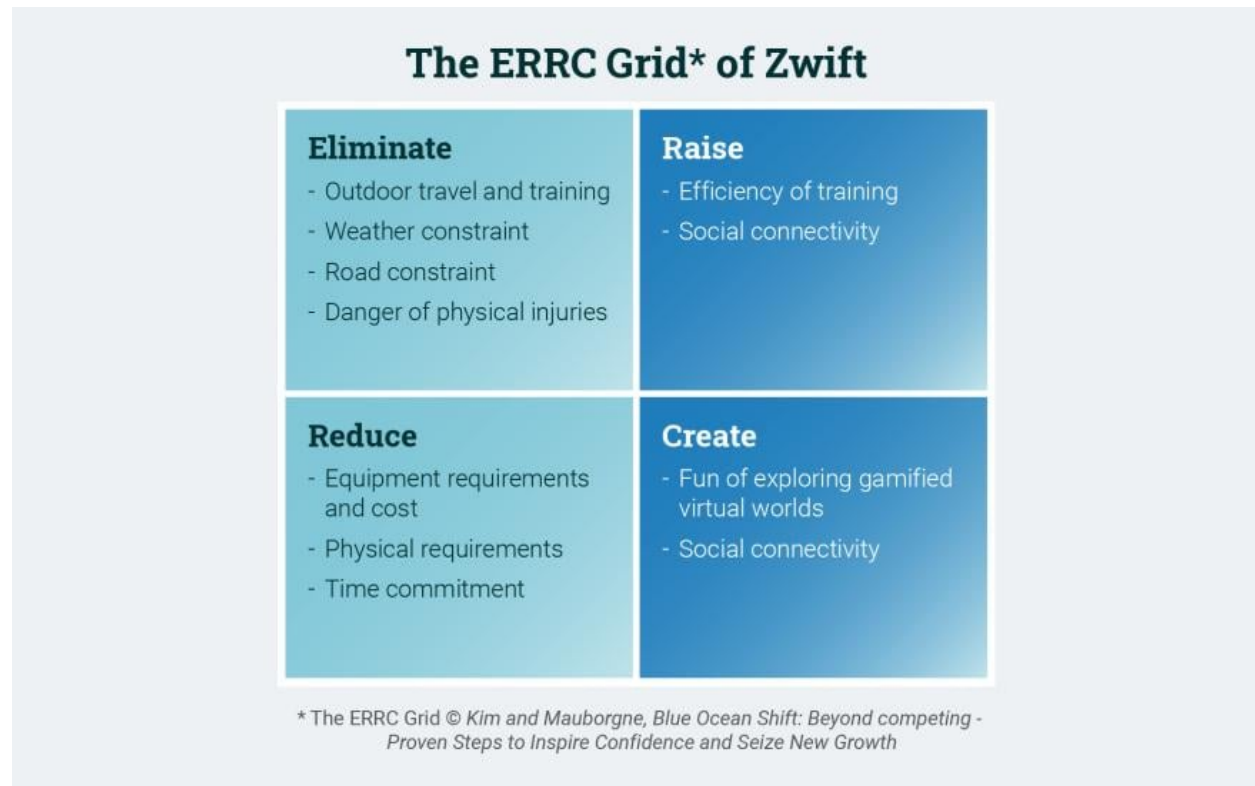 The ERRC Grid* of Zwift
Eliminate
- Outdoor travel and training
- Weather constraint
- Road constraint
- Danger of physical injuries
Raise
- Efficiency of training
- Social connectivity
Reduce
- Equipment requirements
and cost
- Physical requirements
- Time commitment
Create
- Fun of exploring gamified
virtual worlds
- Social connectivity
* The ERRC Grid © Kim and Mauborgne, Blue Ocean Shift: Beyond competing -
Proven Steps to Inspire Confidence and Seize New Growth